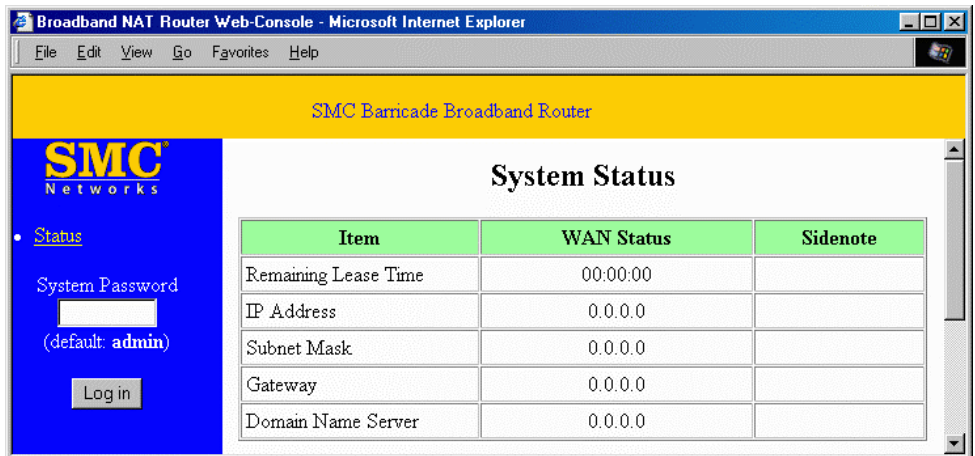 Broadband NAT Router Web-Console - Microsoft Internet Explorer
File Edit View Go Favorites Help
SMC Barricade Broadband Router
SMC®
Networks
Status
System Password
(default: admin)
Log in
System Status
Item WAN Status Sidenote
Remaining Lease Time 00:00:00
IP Address 0.0.0.0
Subnet Mask 0.0.0.0
Gateway 0.0.0.0
Domain Name Server 0.0.0.0